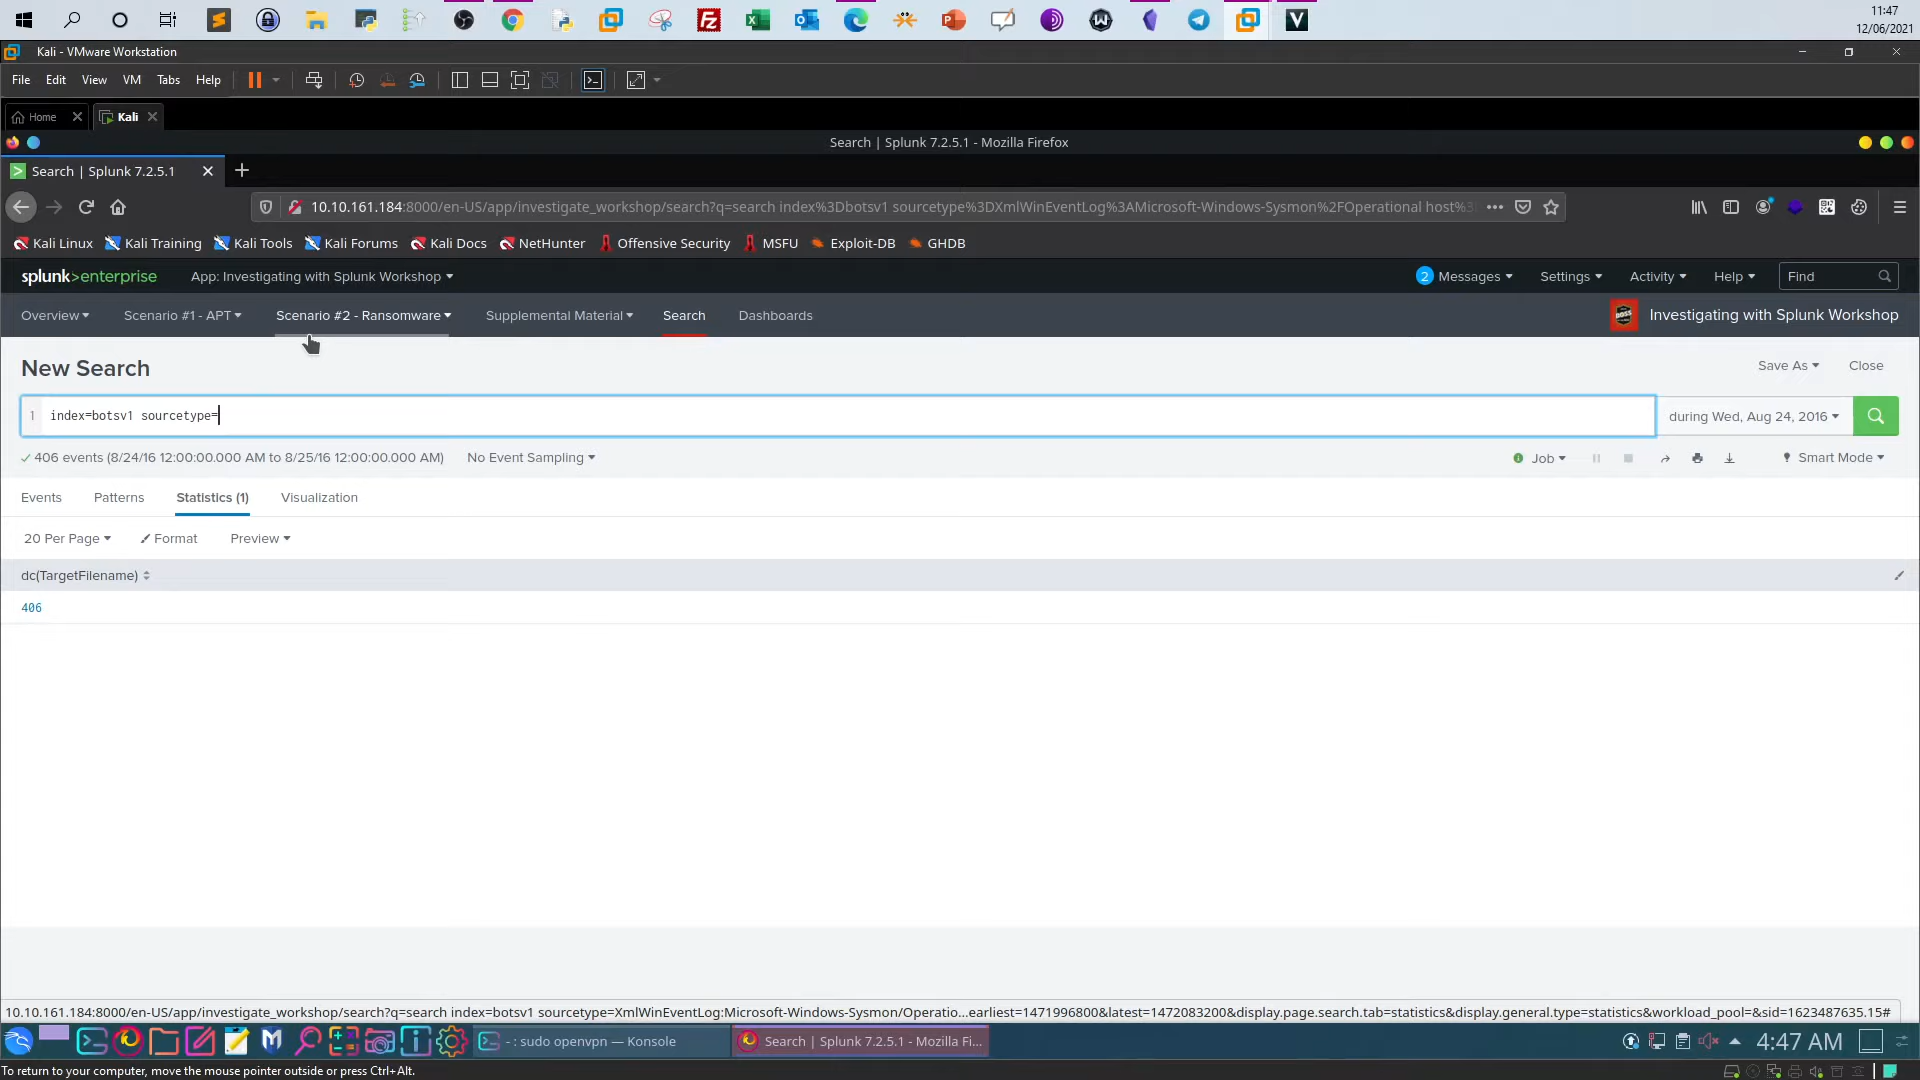 11:47
12/06/2021
Kali - VMware Workstation
File Edit View VM Tabs Help
Home Kali
Search | Splunk 7.2.5.1 - Mozilla Firefox
Search | Splunk 7.2.5.1
10.10.161.184:8000/en-US/app/investigate_workshop/search?q=search index%3Dbotsv1 sourcetype%3DXmlWinEventLog%3AMicrosoft-Windows-Sysmon%2FOperational host%3
Kali Linux Kali Training Kali Tools Kali Forums Kali Docs NetHunter Offensive Security MSFU Exploit-DB GHDB
splunk>enterprise App: Investigating with Splunk Workshop 2 Messages Settings Activity Help Find
Overview Scenario #1 - APT Scenario #2 - Ransomware Supplemental Material Search Dashboards Investigating with Splunk Workshop
New Search Save As Close
1 index=botsv1 sourcetype= during Wed, Aug 24, 2016
406 events (8/24/16 12:00:00.000 AM to 8/25/16 12:00:00.000 AM) No Event Sampling Job Smart Mode
Events Patterns Statistics (1) Visualization
20 Per Page Format Preview
dc(TargetFilename)
406
10.10.161.184:8000/en-US/app/investigate_workshop/search?q=search index=botsv1 sourcetype=XmlWinEventLog:Microsoft-Windows-Sysmon/Operatio...earliest=1471996800&latest=1472083200&display.page.search.tab=statistics&display.general.type=statistics&workload_pool=&sid=1623487635.15#
- : sudo openvpn — Konsole Search | Splunk 7.2.5.1 - Mozilla Fi... 4:47 AM
To return to your computer, move the mouse pointer outside or press Ctrl+Alt.